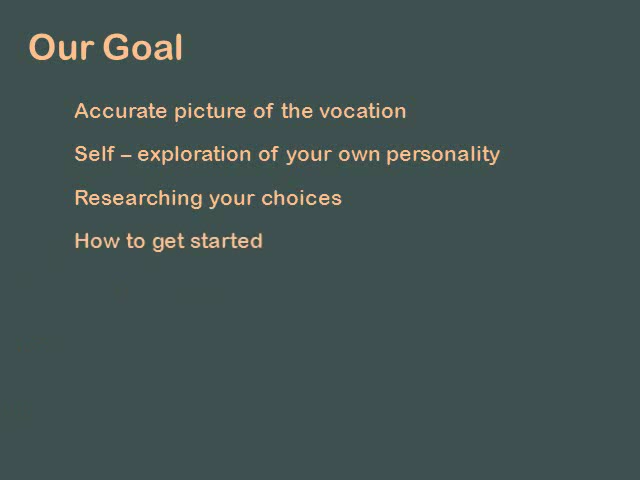 Our Goal
Accurate picture of the vocation
Self – exploration of your own personality
Researching your choices
How to get started